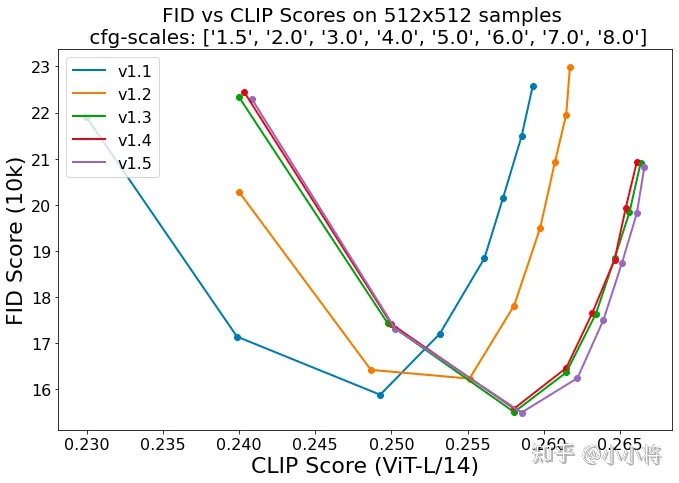 FID vs CLIP Scores on 512x512 samples
cfg-scales: ['1.5', '2.0', '3.0', '4.0', '5.0', '6.0', '7.0', '8.0']
v1.1
v1.2
v1.3
v1.4
v1.5
FID Score (10k)
23
22
21
20
19
18
17
16
0.230
0.235
0.240
0.245
0.250
0.255
0.260
0.265
CLIP Score (ViT-L/14)
知乎 @小小将